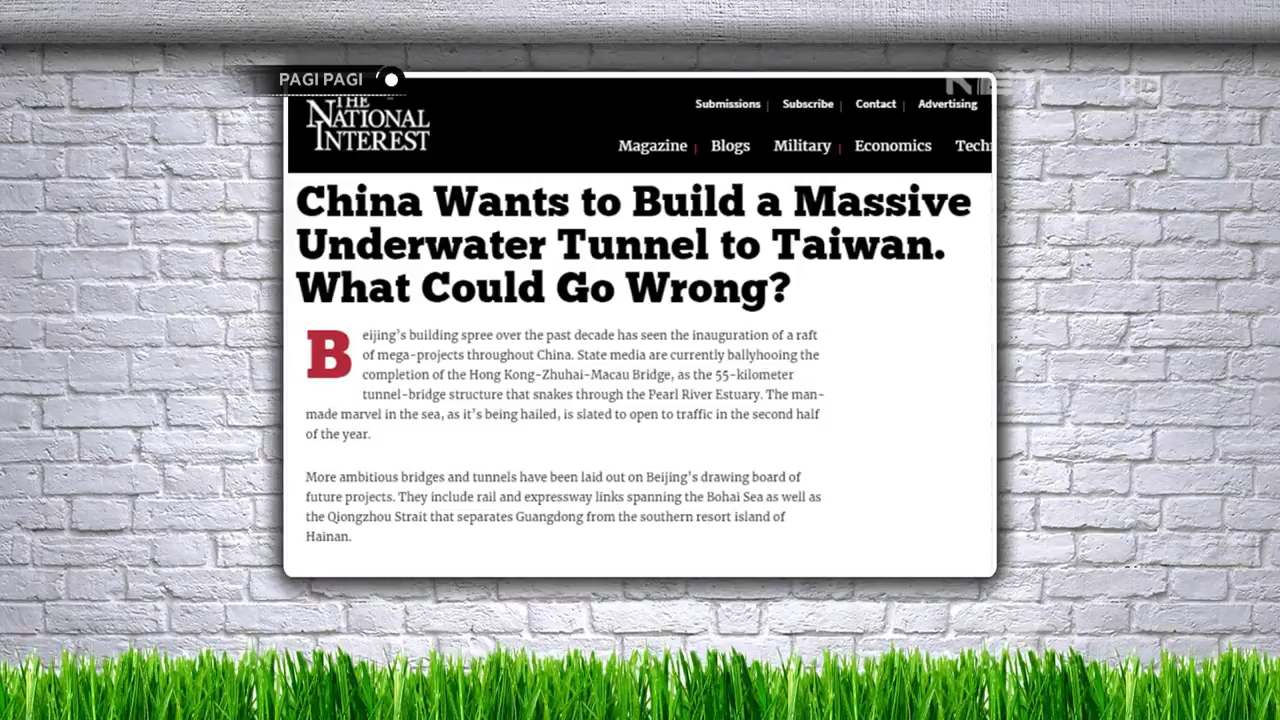 PAGI PAGI
THE
NATIONAL
INTEREST
Submissions | Subscribe | Contact | Advertising
Magazine | Blogs Military | Economics
China Wants to Build a Massive
Underwater Tunnel to Taiwan.
What Could Go Wrong?
Beijing’s building spree over the past decade has seen the inauguration of a raft
of mega-projects throughout China. State media are currently ballyhooing the
completion of the Hong Kong-Zhuhai-Macau Bridge, as the 55-kilometer
tunnel-bridge structure that snakes through the Pearl River Estuary. The man-
made marvel in the sea, as it’s being hailed, is slated to open to traffic in the second half
of the year.
More ambitious bridges and tunnels have been laid out on Beijing’s drawing board of
future projects. They include rail and expressway links spanning the Bohai Sea as well as
the Qiongzhou Strait that separates Guangdong from the southern resort island of
Hainan.